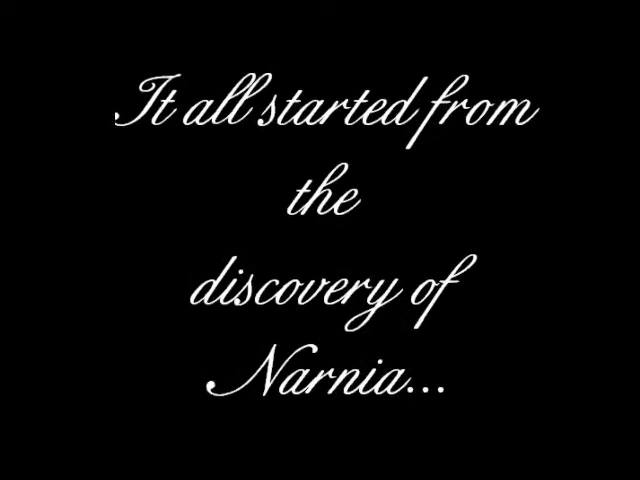 It all started from
the
discovery of
Narnia...